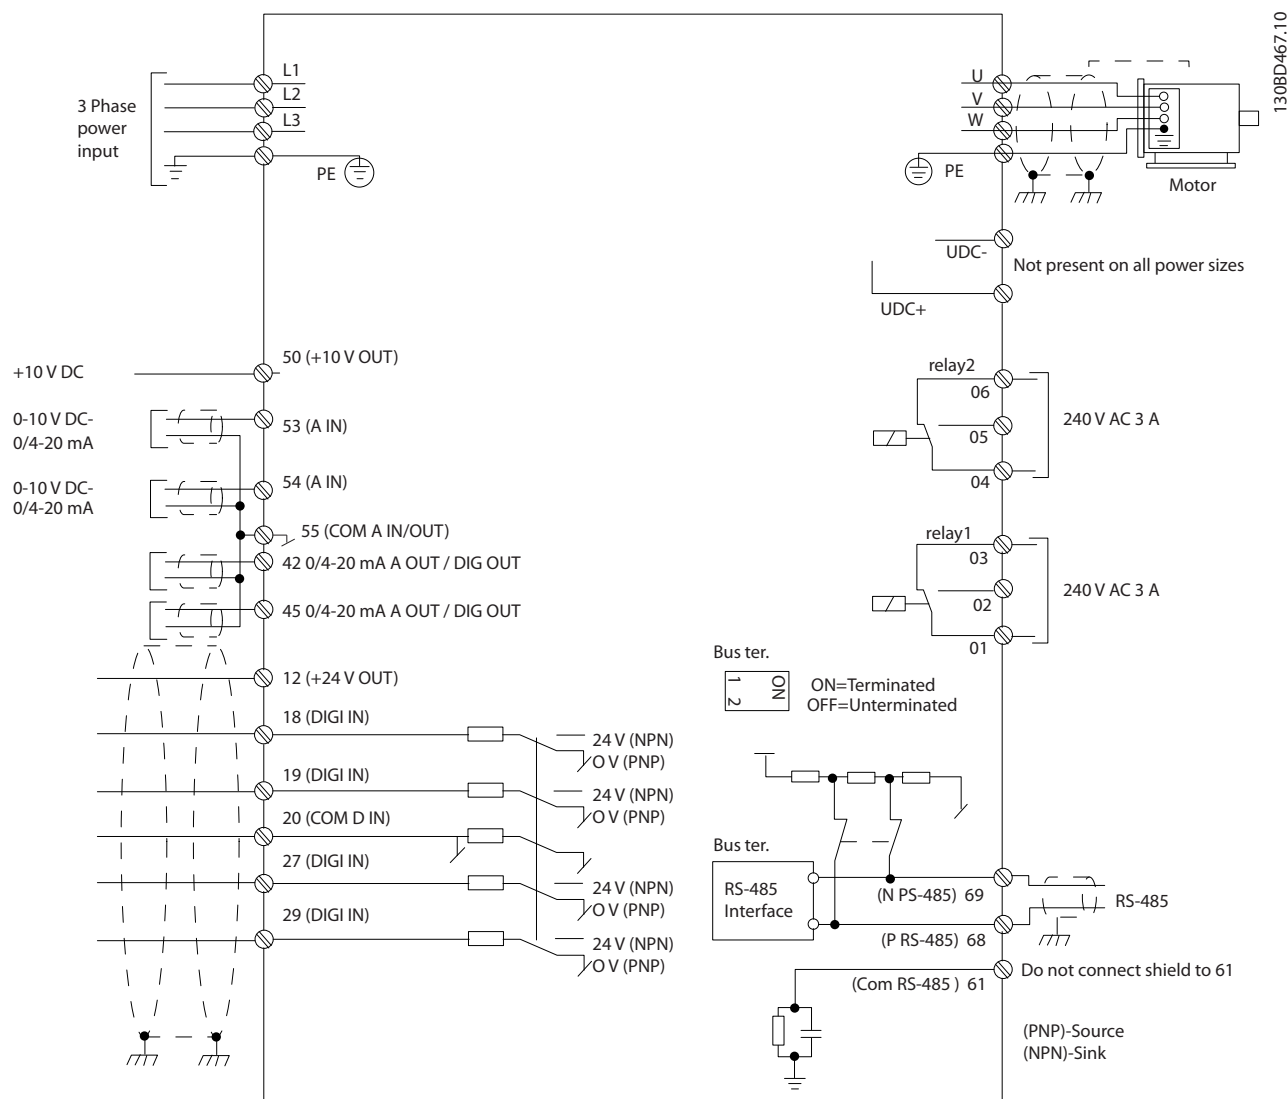 130BD467.10
L1
L2
L3
3 Phase
power
input
PE
U
V
W
PE
Motor
UDC-
Not present on all power sizes
UDC+
50 (+10 V OUT)
+10 V DC
0-10 V DC-
0/4-20 mA
53 (A IN)
0-10 V DC-
0/4-20 mA
54 (A IN)
55 (COM A IN/OUT)
42 0/4-20 mA A OUT / DIG OUT
45 0/4-20 mA A OUT / DIG OUT
12 (+24 V OUT)
18 (DIGI IN)
24 V (NPN)
O V (PNP)
19 (DIGI IN)
24 V (NPN)
O V (PNP)
20 (COM D IN)
27 (DIGI IN)
24 V (NPN)
O V (PNP)
29 (DIGI IN)
24 V (NPN)
O V (PNP)
relay2
06
05
04
240 V AC 3 A
relay1
03
02
01
240 V AC 3 A
Bus ter.
1
2
ON
ON=Terminated
OFF=Unterminated
Bus ter.
RS-485
Interface
(N PS-485) 69
RS-485
(P RS-485) 68
(Com RS-485 ) 61
Do not connect shield to 61
(PNP)-Source
(NPN)-Sink